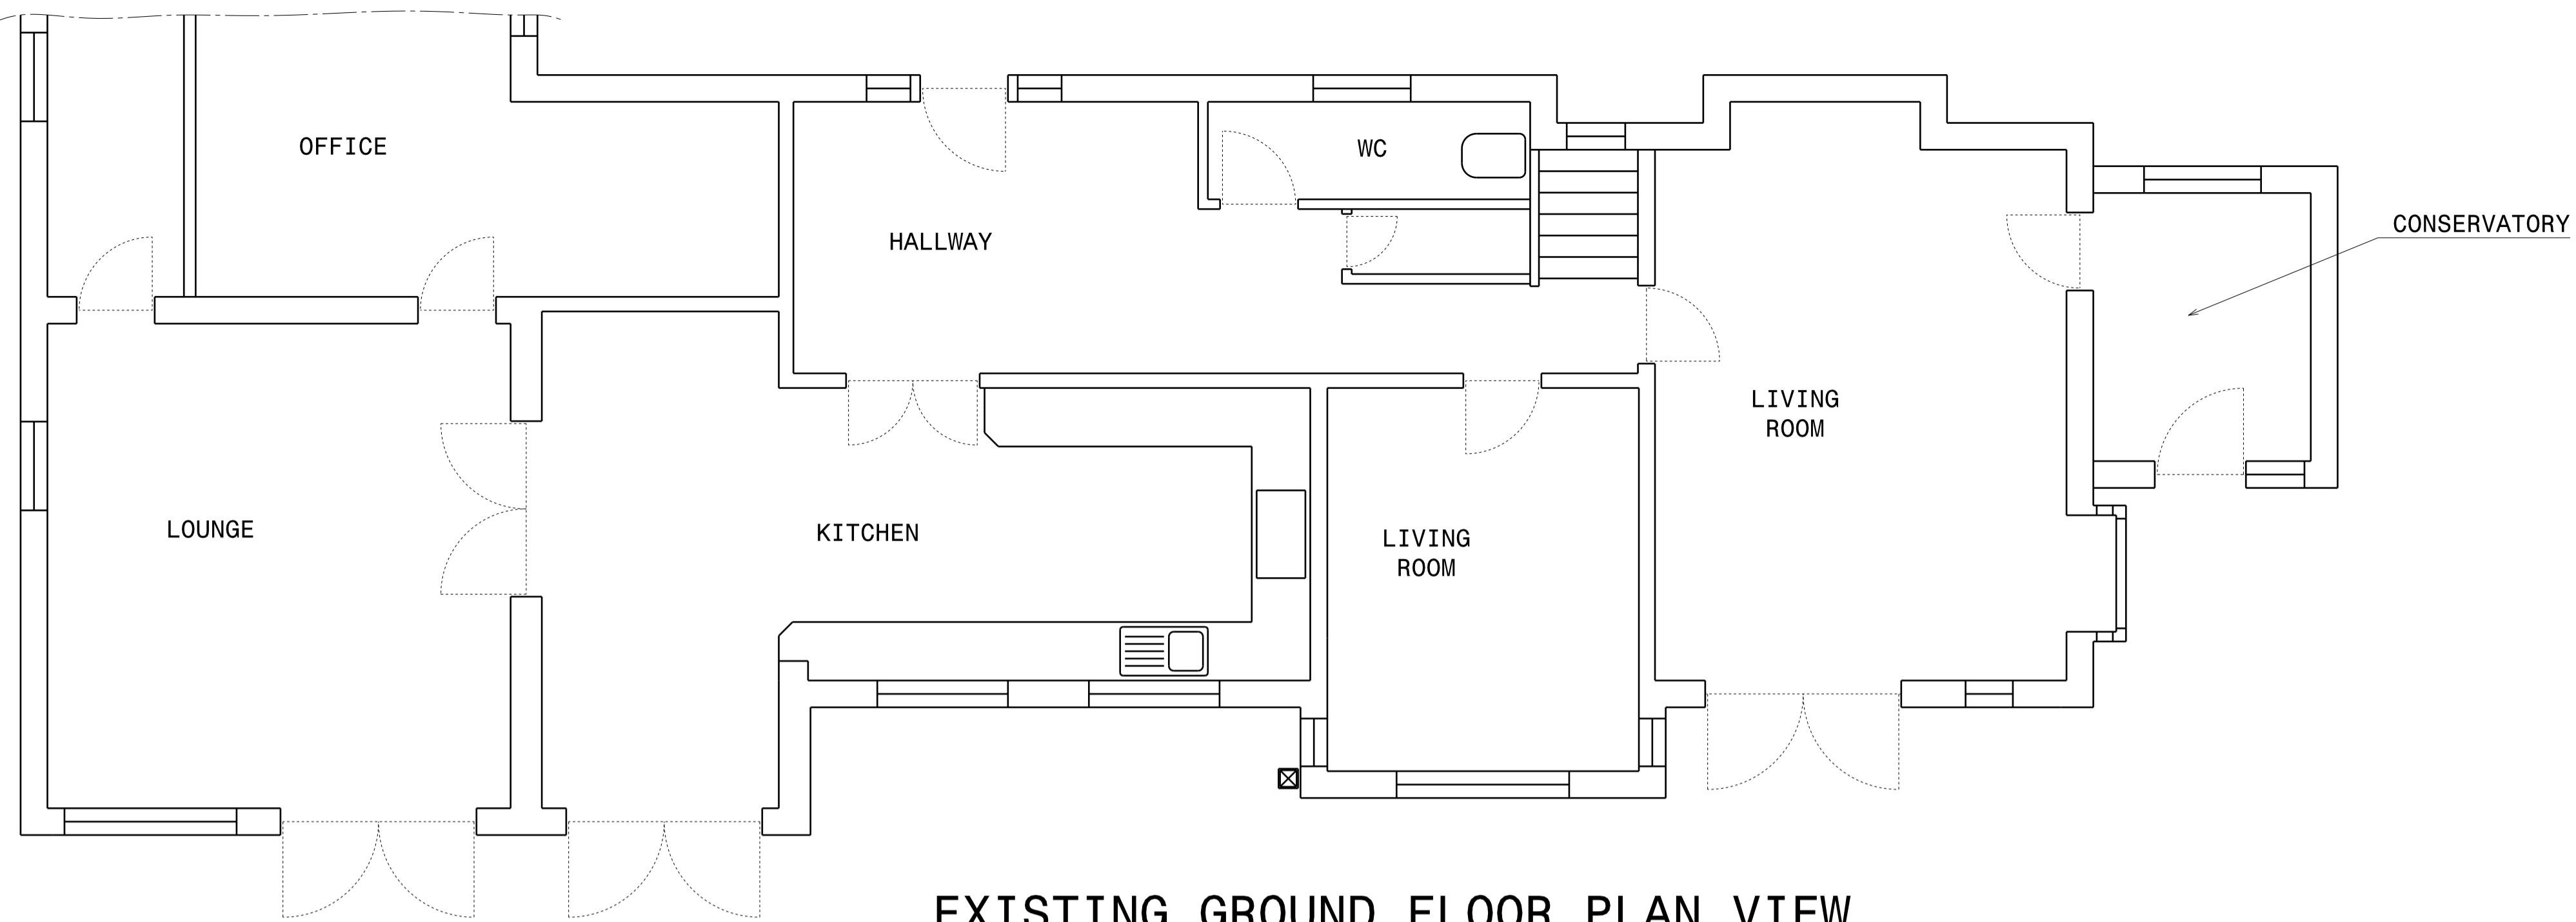 OFFICE
WC
HALLWAY
CONSERVATORY
LIVING
ROOM
LOUNGE
KITCHEN
LIVING
ROOM
EXISTING GROUND FLOOR PLAN VIEW